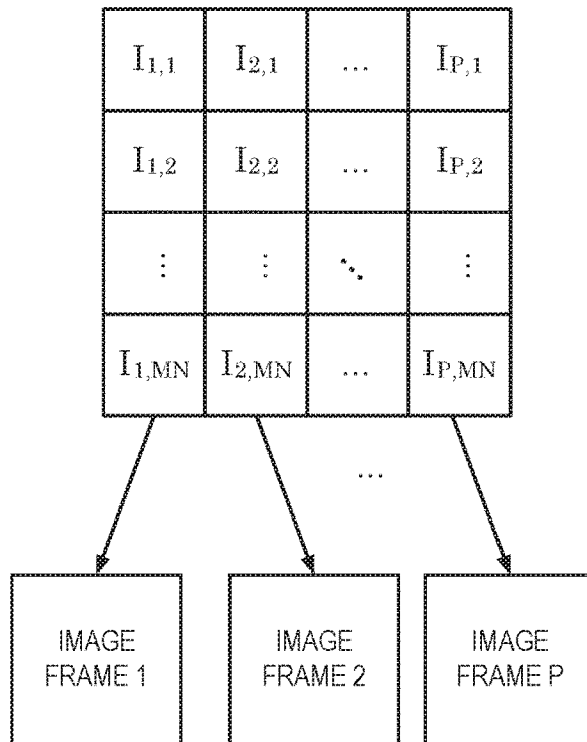 I1,1 I2,1 ... IP,1
I1,2 I2,2 ... IP,2
⋮ ⋮ ⋱ ⋮
I1,MN I2,MN ... IP,MN
...
IMAGE FRAME 1
IMAGE FRAME 2
IMAGE FRAME P